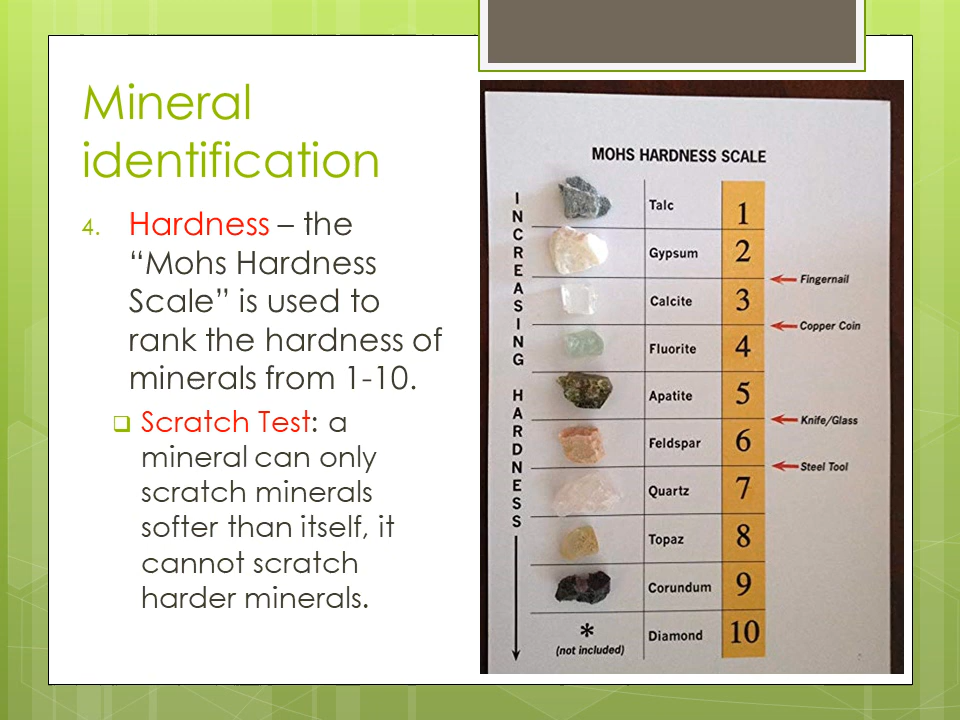 Mineral
identification
4. Hardness – the
“Mohs Hardness
Scale” is used to
rank the hardness of
minerals from 1-10.
Scratch Test: a
mineral can only
scratch minerals
softer than itself, it
cannot scratch
harder minerals.
MOHS HARDNESS SCALE
INCREASING HARDNESS
Talc 1
Gypsum 2
Fingernail
Calcite 3
Copper Coin
Fluorite 4
Apatite 5
Knife/Glass
Feldspar 6
Steel Tool
Quartz 7
Topaz 8
Corundum 9
*
(not included) Diamond 10